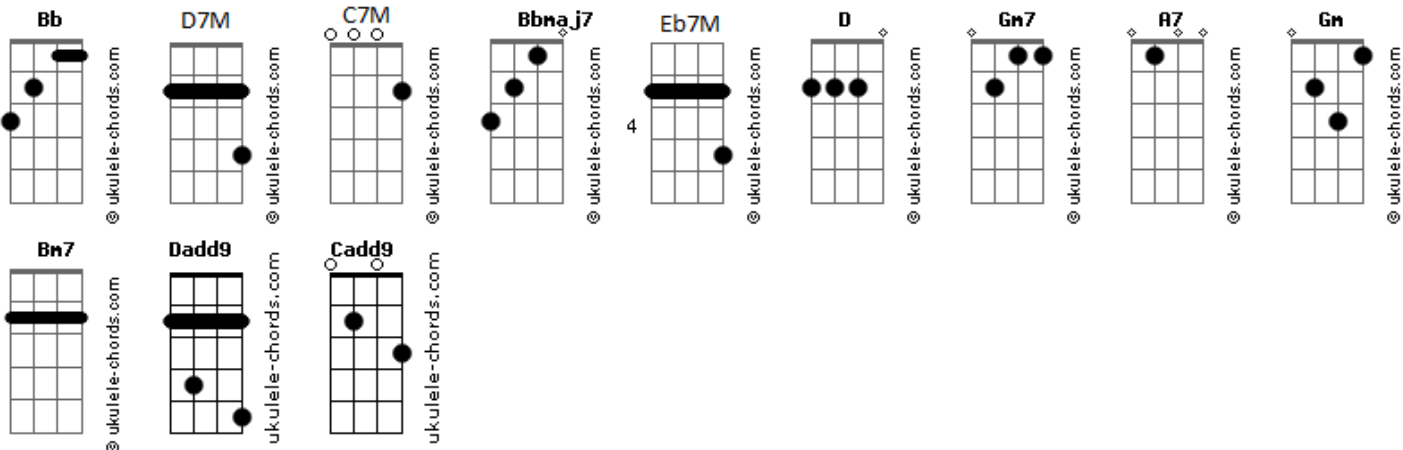 Bb D7M C7M Bbmaj7 Eb7M D Gm7 A7 Gm
© ukulele-chords.com © ukulele-chords.com © ukulele-chords.com © ukulele-chords.com © ukulele-chords.com © ukulele-chords.com © ukulele-chords.com © ukulele-chords.com © ukulele-chords.com
4
Bm7 Dadd9 Cadd9
© ukulele-chords.com ukulele-chords.com ukulele-chords.com